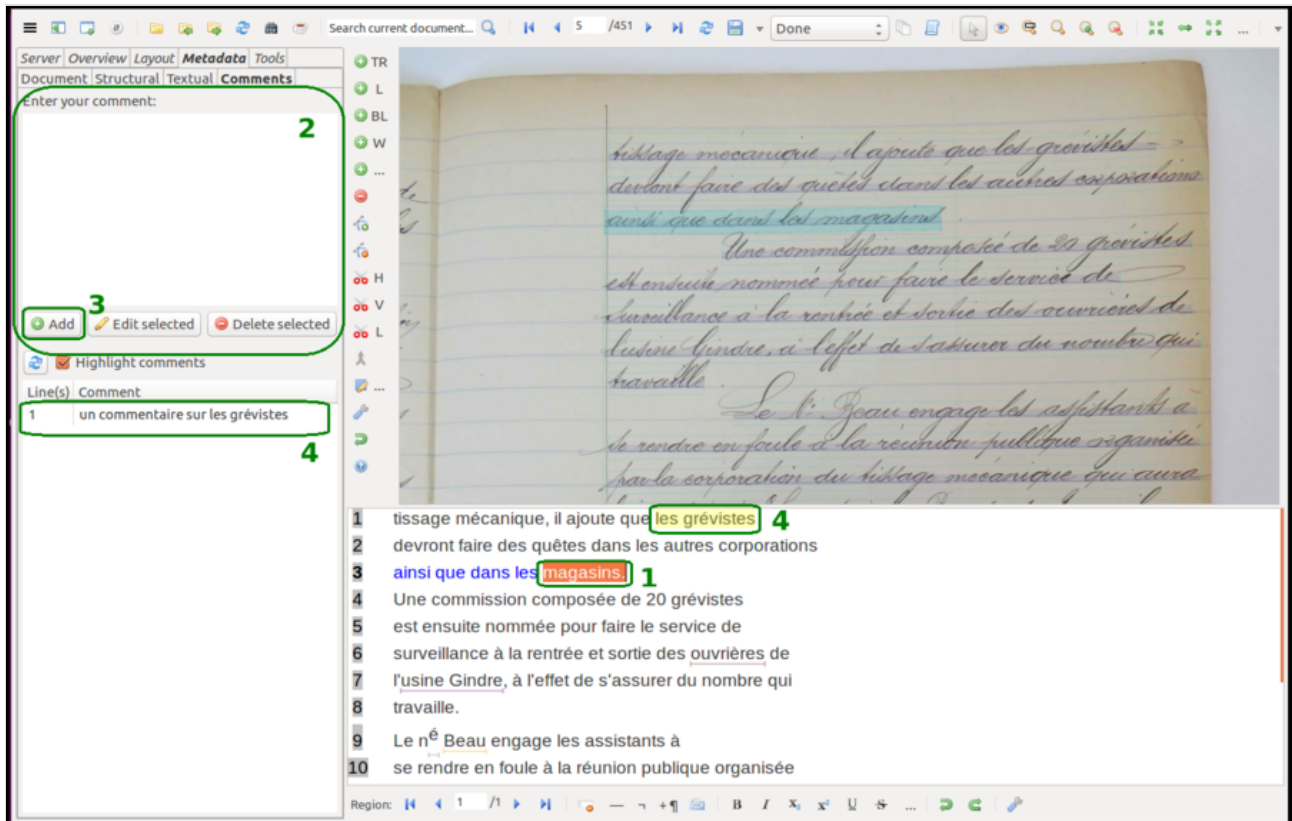 Search current document... 5 /451 Done ...
Server Overview Layout Metadata Tools
Document Structural Textual Comments
Enter your comment:
2
3
Add Edit selected Delete selected
Highlight comments
Line(s) Comment
1 un commentaire sur les grévistes
4
TR
L
BL
W
...
H
V
L
...
tissage mécanique, il ajoute que les grévistes
devront faire des quêtes dans les autres corporations
ainsi que dans les magasins
Une commission composée de 20 grévistes
est ensuite nommée pour faire le service de
surveillance à la rentrée et sortie des ouvrières de
l'usine Gindre, à l'effet de s'assurer du nombre qui
travaille
Le né Beau engage les assistants à
se rendre en foule à la réunion publique organisée
par la corporation du tissage mécanique qui aura
1 tissage mécanique, il ajoute que les grévistes 4
2 devront faire des quêtes dans les autres corporations
3 ainsi que dans les magasins. 1
4 Une commission composée de 20 grévistes
5 est ensuite nommée pour faire le service de
6 surveillance à la rentrée et sortie des ouvrières de
7 l'usine Gindre, à l'effet de s'assurer du nombre qui
8 travaille.
9 Le né Beau engage les assistants à
10 se rendre en foule à la réunion publique organisée
Region: 1 /1 — ¬ +¶ B I X₁ x² U S ...